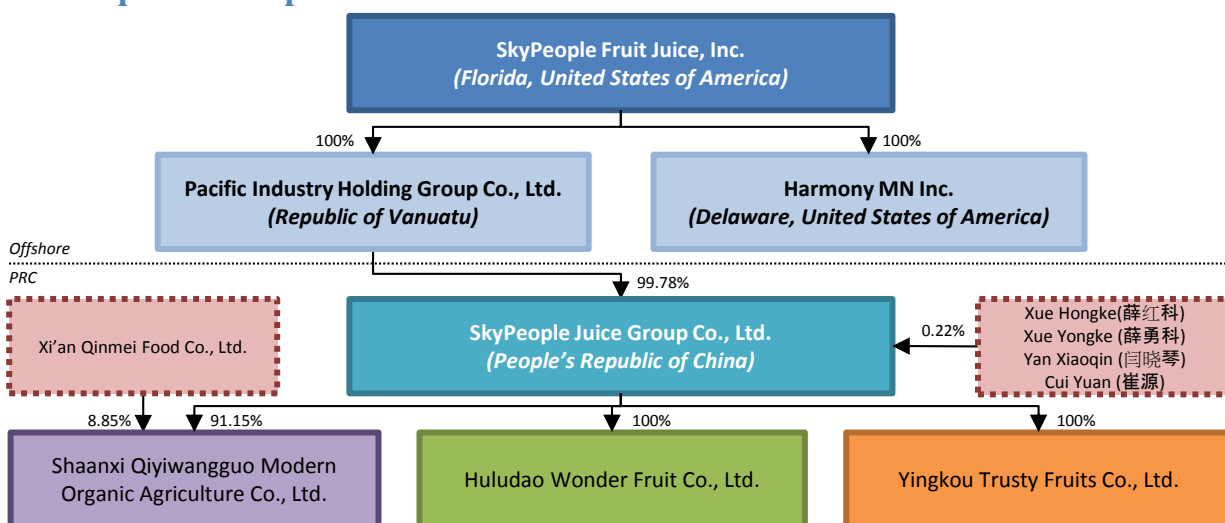 SkyPeople Fruit Juice, Inc.
(Florida, United States of America)
100%
100%
Pacific Industry Holding Group Co., Ltd.
(Republic of Vanuatu)
Harmony MN Inc.
(Delaware, United States of America)
Offshore
PRC
99.78%
Xi'an Qinmei Food Co., Ltd.
SkyPeople Juice Group Co., Ltd.
(People's Republic of China)
0.22%
Xue Hongke(薛红科)
Xue Yongke (薛勇科)
Yan Xiaoqin (闫晓琴)
Cui Yuan (崔源)
8.85%
91.15%
100%
100%
Shaanxi Qiyiwangguo Modern
Organic Agriculture Co., Ltd.
Huludao Wonder Fruit Co., Ltd.
Yingkou Trusty Fruits Co., Ltd.